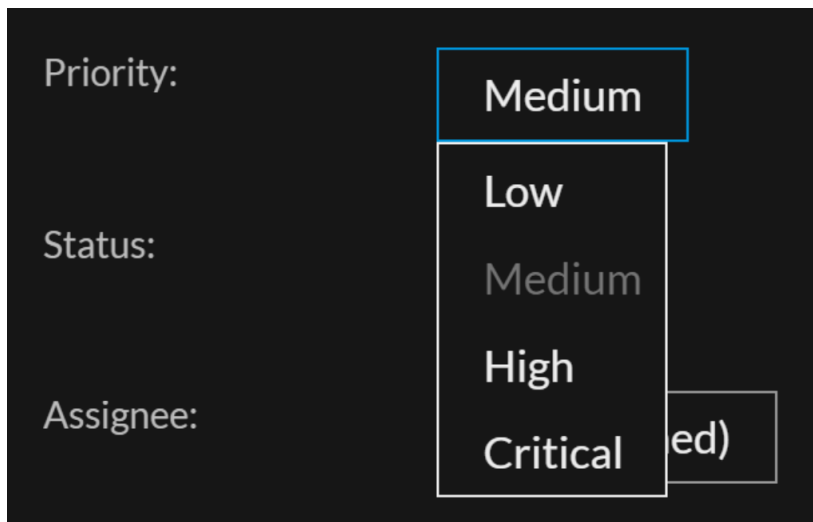 Priority:
Medium
Low
Status:
Medium
High
Assignee:
ed)
Critical